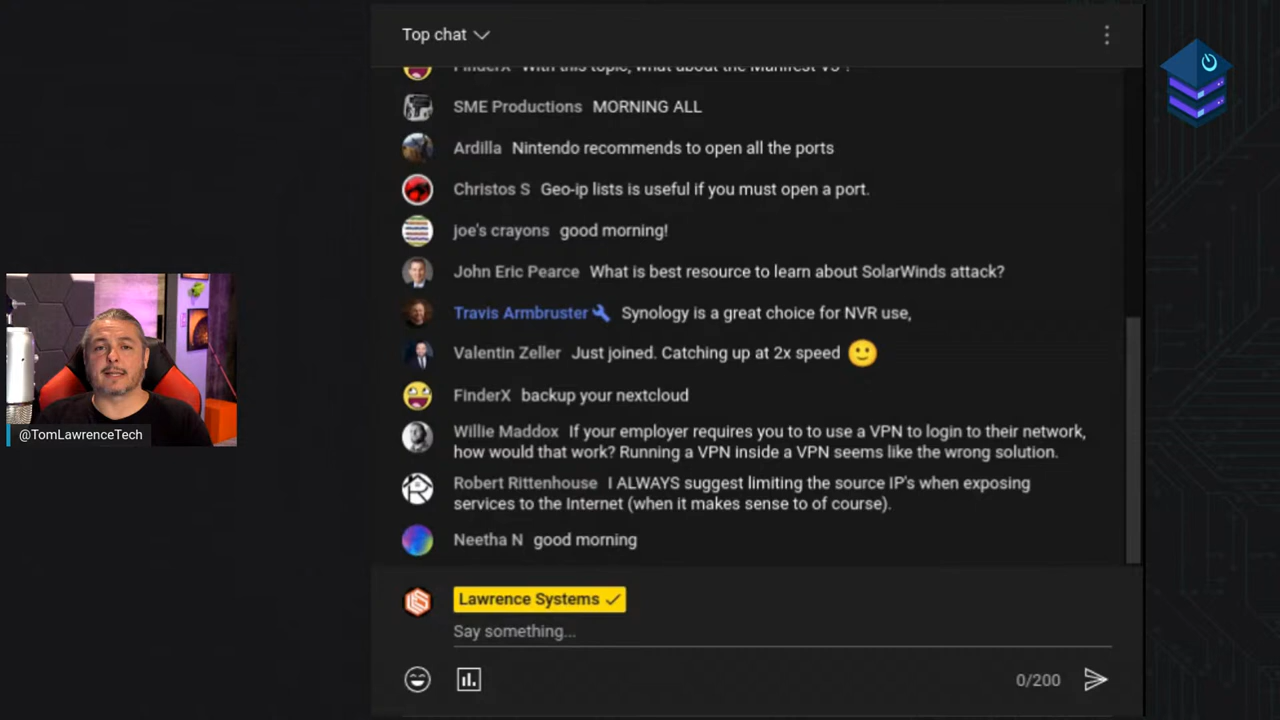 Top chat
FinderX With this topic, what about the Manifest V3 ?
SME Productions MORNING ALL
Ardilla Nintendo recommends to open all the ports
Christos S Geo-ip lists is useful if you must open a port.
joe's crayons good morning!
John Eric Pearce What is best resource to learn about SolarWinds attack?
Travis Armbruster Synology is a great choice for NVR use,
Valentin Zeller Just joined. Catching up at 2x speed
FinderX backup your nextcloud
@TomLawrenceTech
Willie Maddox If your employer requires you to to use a VPN to login to their network,
how would that work? Running a VPN inside a VPN seems like the wrong solution.
Robert Rittenhouse I ALWAYS suggest limiting the source IP's when exposing
services to the Internet (when it makes sense to of course).
Neetha N good morning
Lawrence Systems
Say something...
0/200